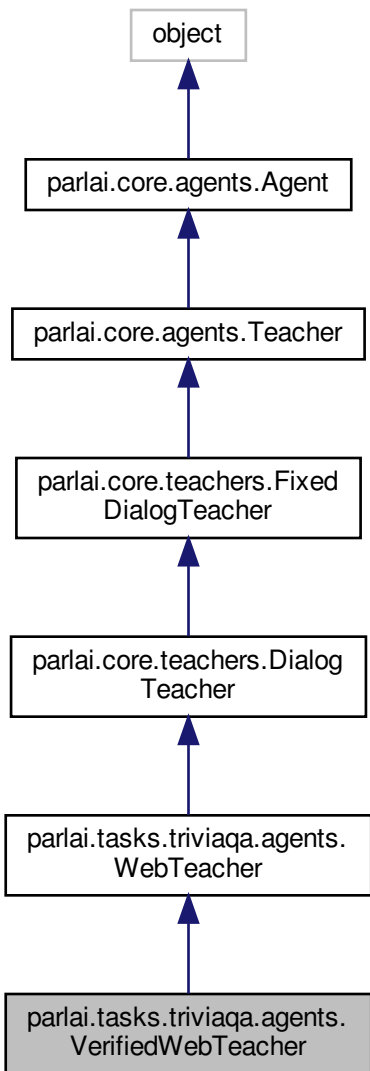 object
parlai.core.agents.Agent
parlai.core.agents.Teacher
parlai.core.teachers.Fixed
DialogTeacher
parlai.core.teachers.Dialog
Teacher
parlai.tasks.triviaqa.agents.
WebTeacher
parlai.tasks.triviaqa.agents.
VerifiedWebTeacher